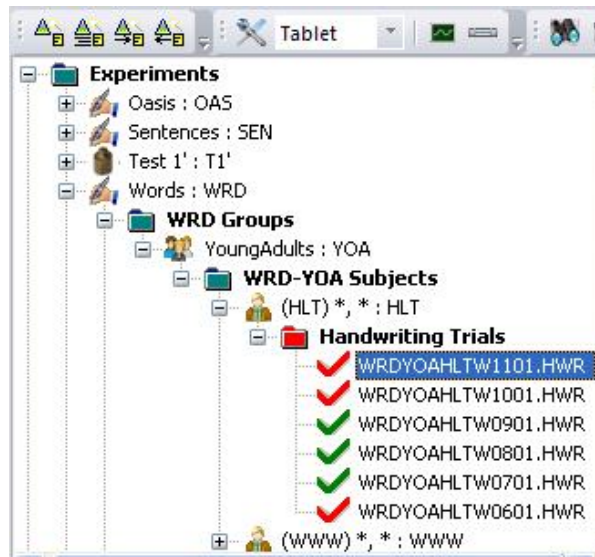 Tablet
Experiments
Oasis : OAS
Sentences : SEN
Test 1' : T1'
Words : WRD
WRD Groups
YoungAdults : YOA
WRD-YOA Subjects
(HLT) *, * : HLT
Handwriting Trials
WRDYOAHLTW1101.HWR
WRDYOAHLTW1001.HWR
WRDYOAHLTW0901.HWR
WRDYOAHLTW0801.HWR
WRDYOAHLTW0701.HWR
WRDYOAHLTW0601.HWR
(WWW) *, * : WWW